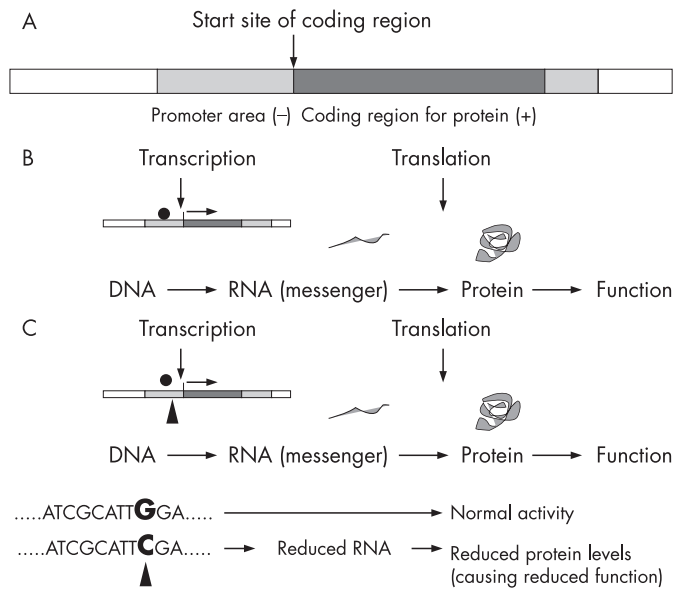 A
Start site of coding region
Promoter area (–) Coding region for protein (+)
B
Transcription Translation
DNA RNA (messenger) Protein Function
C
Transcription Translation
DNA RNA (messenger) Protein Function
.....ATCGCATTGGA..... Normal activity
.....ATCGCATTCGA..... Reduced RNA Reduced protein levels
(causing reduced function)